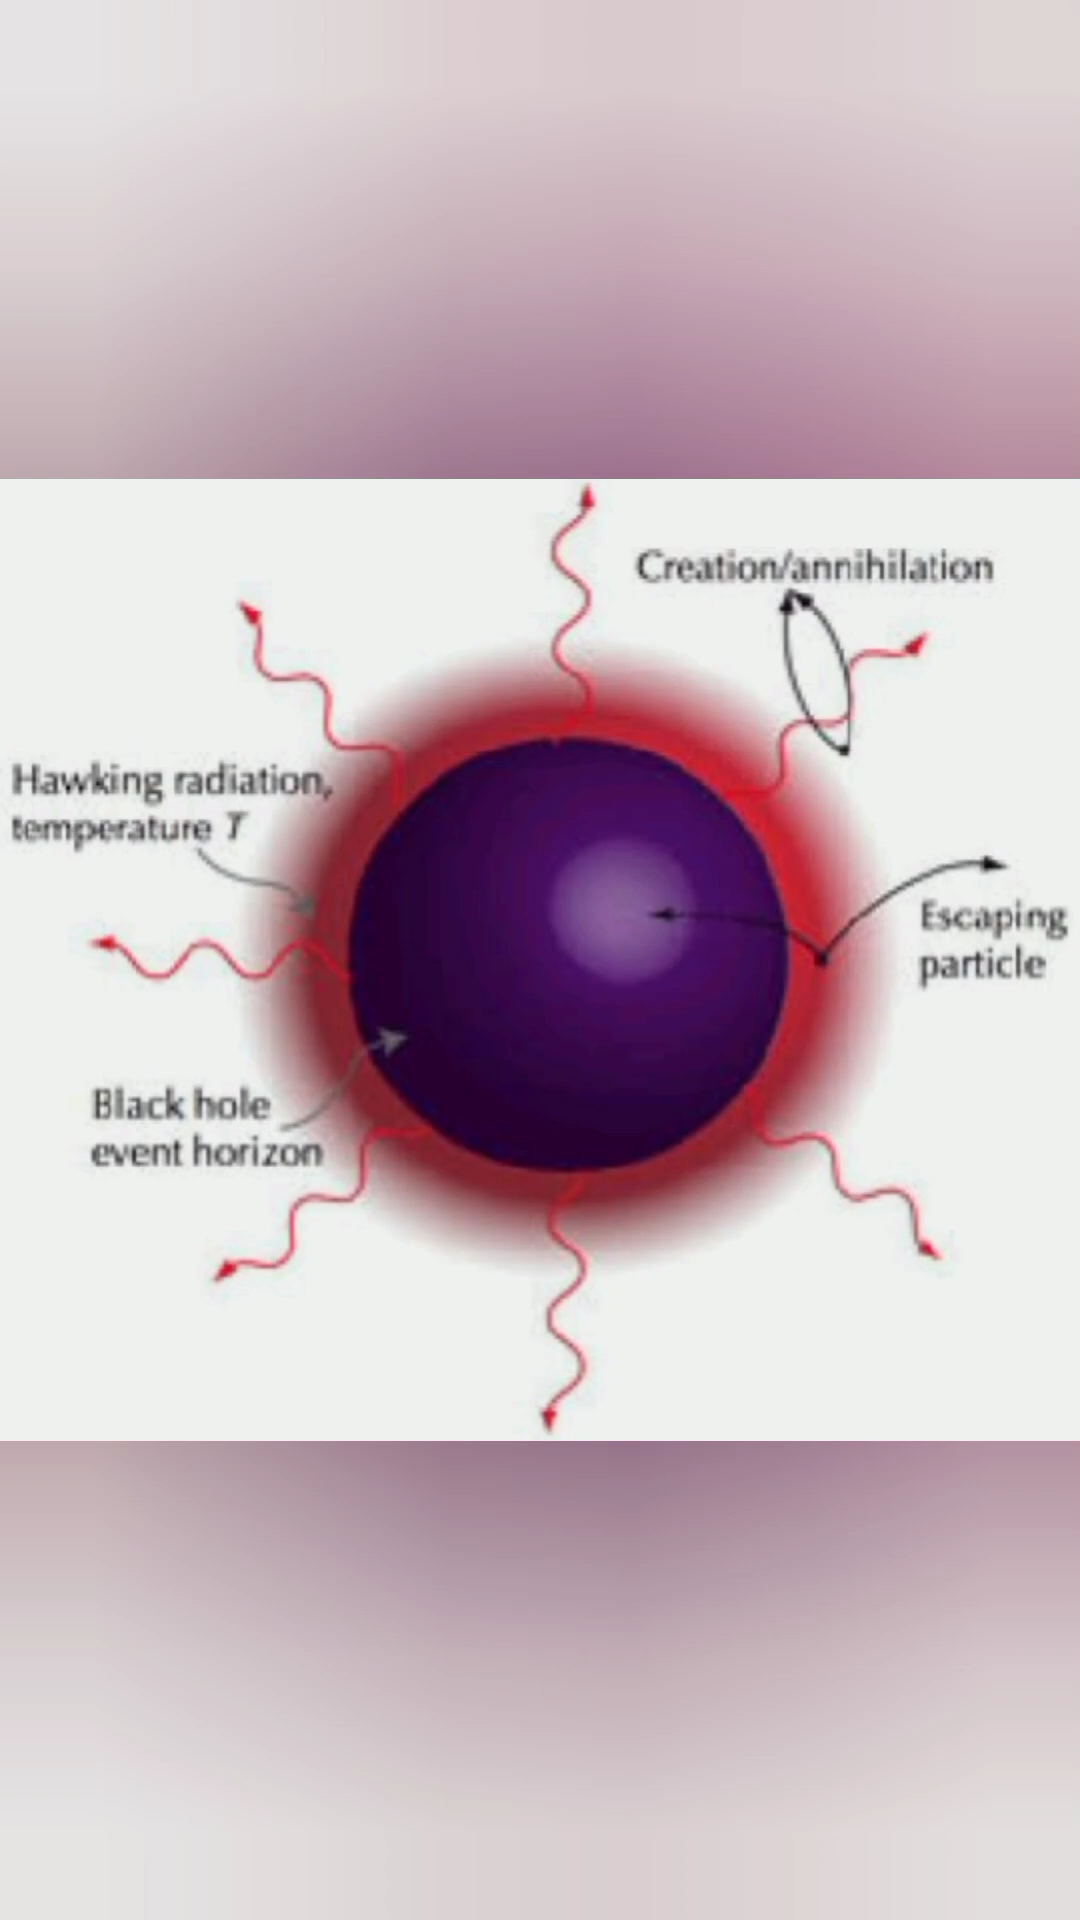 Creation/annihilation
Hawking radiation,
temperature T
Escaping
particle
Black hole
event horizon